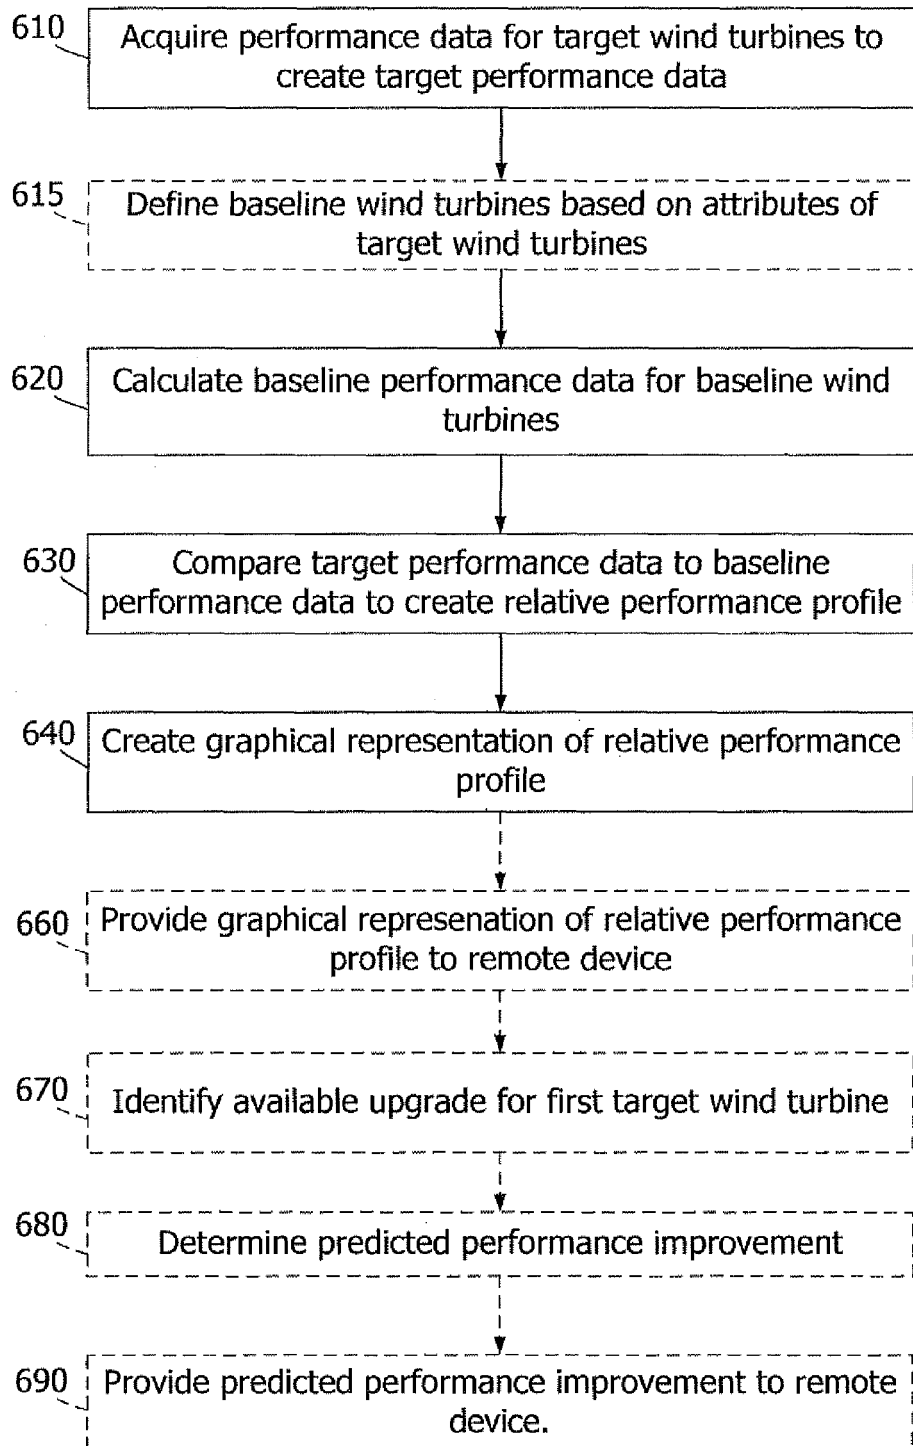 610
Acquire performance data for target wind turbines to
create target performance data
615
Define baseline wind turbines based on attributes of
target wind turbines
620
Calculate baseline performance data for baseline wind
turbines
630
Compare target performance data to baseline
performance data to create relative performance profile
640
Create graphical representation of relative performance
profile
660
Provide graphical represenation of relative performance
profile to remote device
670
Identify available upgrade for first target wind turbine
680
Determine predicted performance improvement
690
Provide predicted performance improvement to remote
device.